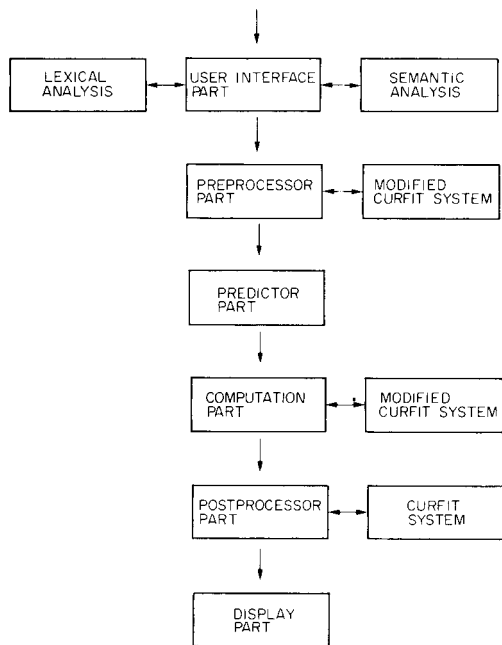 LEXICAL
ANALYSIS
USER INTERFACE
PART
SEMANTIC
ANALYSIS
PREPROCESSOR
PART
MODIFIED
CURFIT SYSTEM
PREDICTOR
PART
COMPUTATION
PART
MODIFIED
CURFIT SYSTEM
POSTPROCESSOR
PART
CURFIT
SYSTEM
DISPLAY
PART